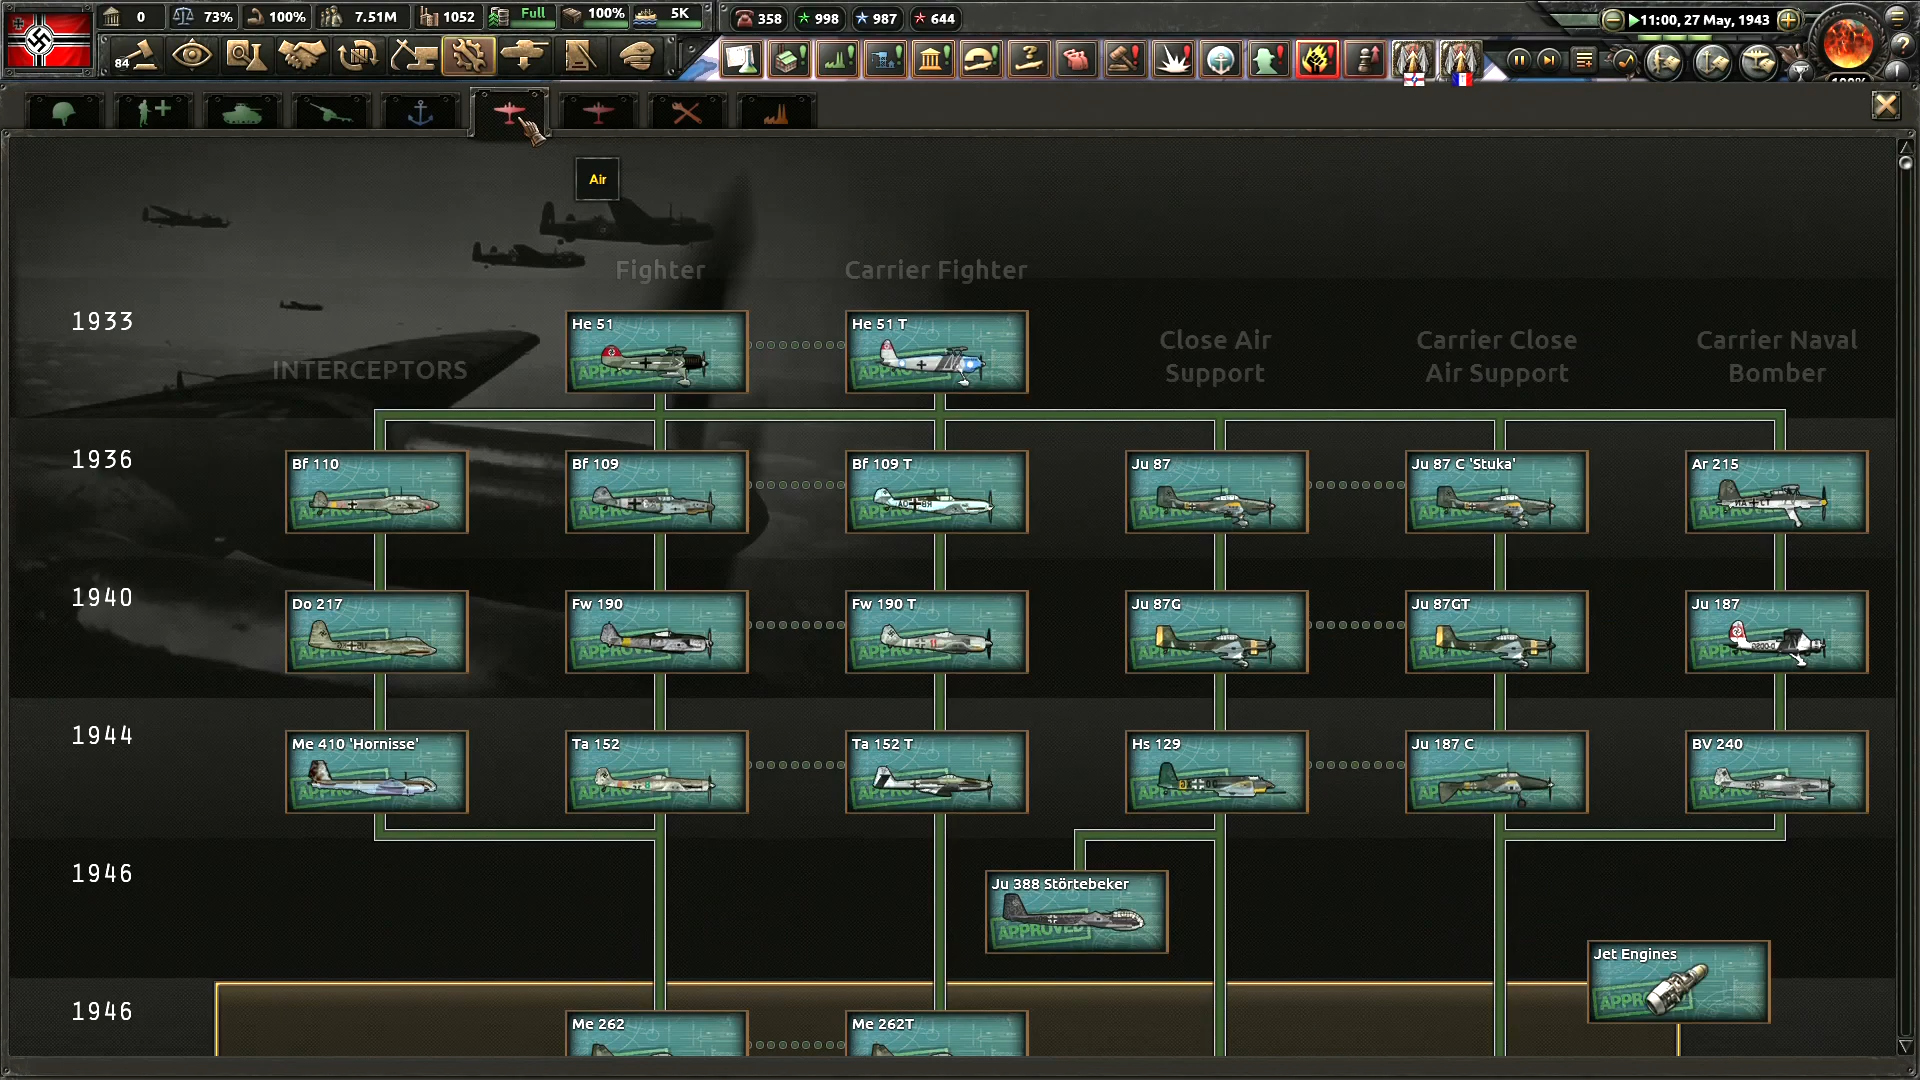 0
73%
100%
7.51M
1052
Full
100%
5K
358
998
987
644
11:00, 27 May, 1943
84
Air
Fighter
Carrier Fighter
1933
He 51
He 51 T
INTERCEPTORS
Close Air
Support
Carrier Close
Air Support
Carrier Naval
Bomber
1936
Bf 110
Bf 109
Bf 109 T
Ju 87
Ju 87 C 'Stuka'
Ar 215
1940
Do 217
Fw 190
Fw 190 T
Ju 87G
Ju 87GT
Ju 187
1944
Me 410 'Hornisse'
Ta 152
Ta 152 T
Hs 129
Ju 187 C
BV 240
1946
Ju 388 Störtebeker
APPROVED
Jet Engines
1946
Me 262
Me 262T